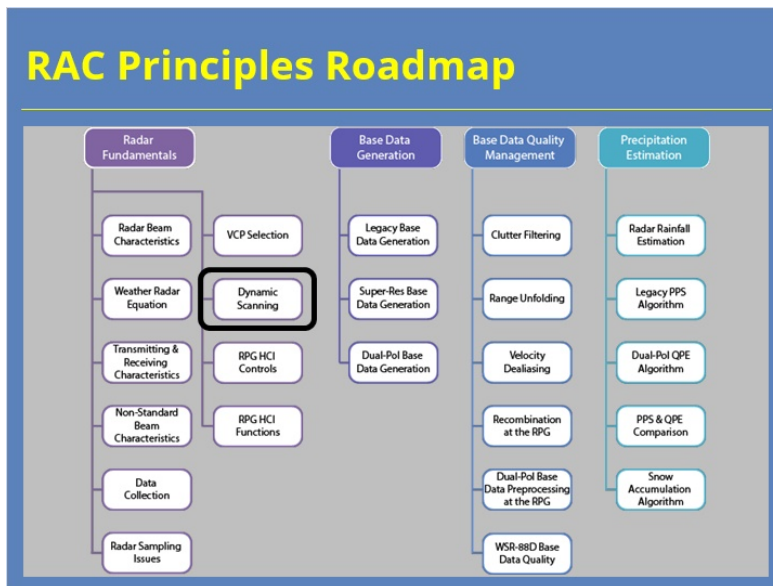 RAC Principles Roadmap
Radar
Fundamentals
Radar Beam
Characteristics
Weather Radar
Equation
Transmitting &
Receiving
Characteristics
Non-Standard
Beam
Characteristics
Data
Collection
Radar Sampling
Issues
VCP Selection
Dynamic
Scanning
RPG HCI
Controls
RPG HCI
Functions
Base Data
Generation
Legacy Base
Data Generation
Super-Res Base
Data Generation
Dual-Pol Base
Data Generation
Base Data Quality
Management
Clutter Filtering
Range Unfolding
Velocity
Dealiasing
Recombination
at the RPG
Dual-Pol Base
Data Preprocessing
at the RPG
WSR-88D Base
Data Quality
Precipitation
Estimation
Radar Rainfall
Estimation
Legacy PPS
Algorithm
Dual-Pol QPE
Algorithm
PPS & QPE
Comparison
Snow
Accumulation
Algorithm